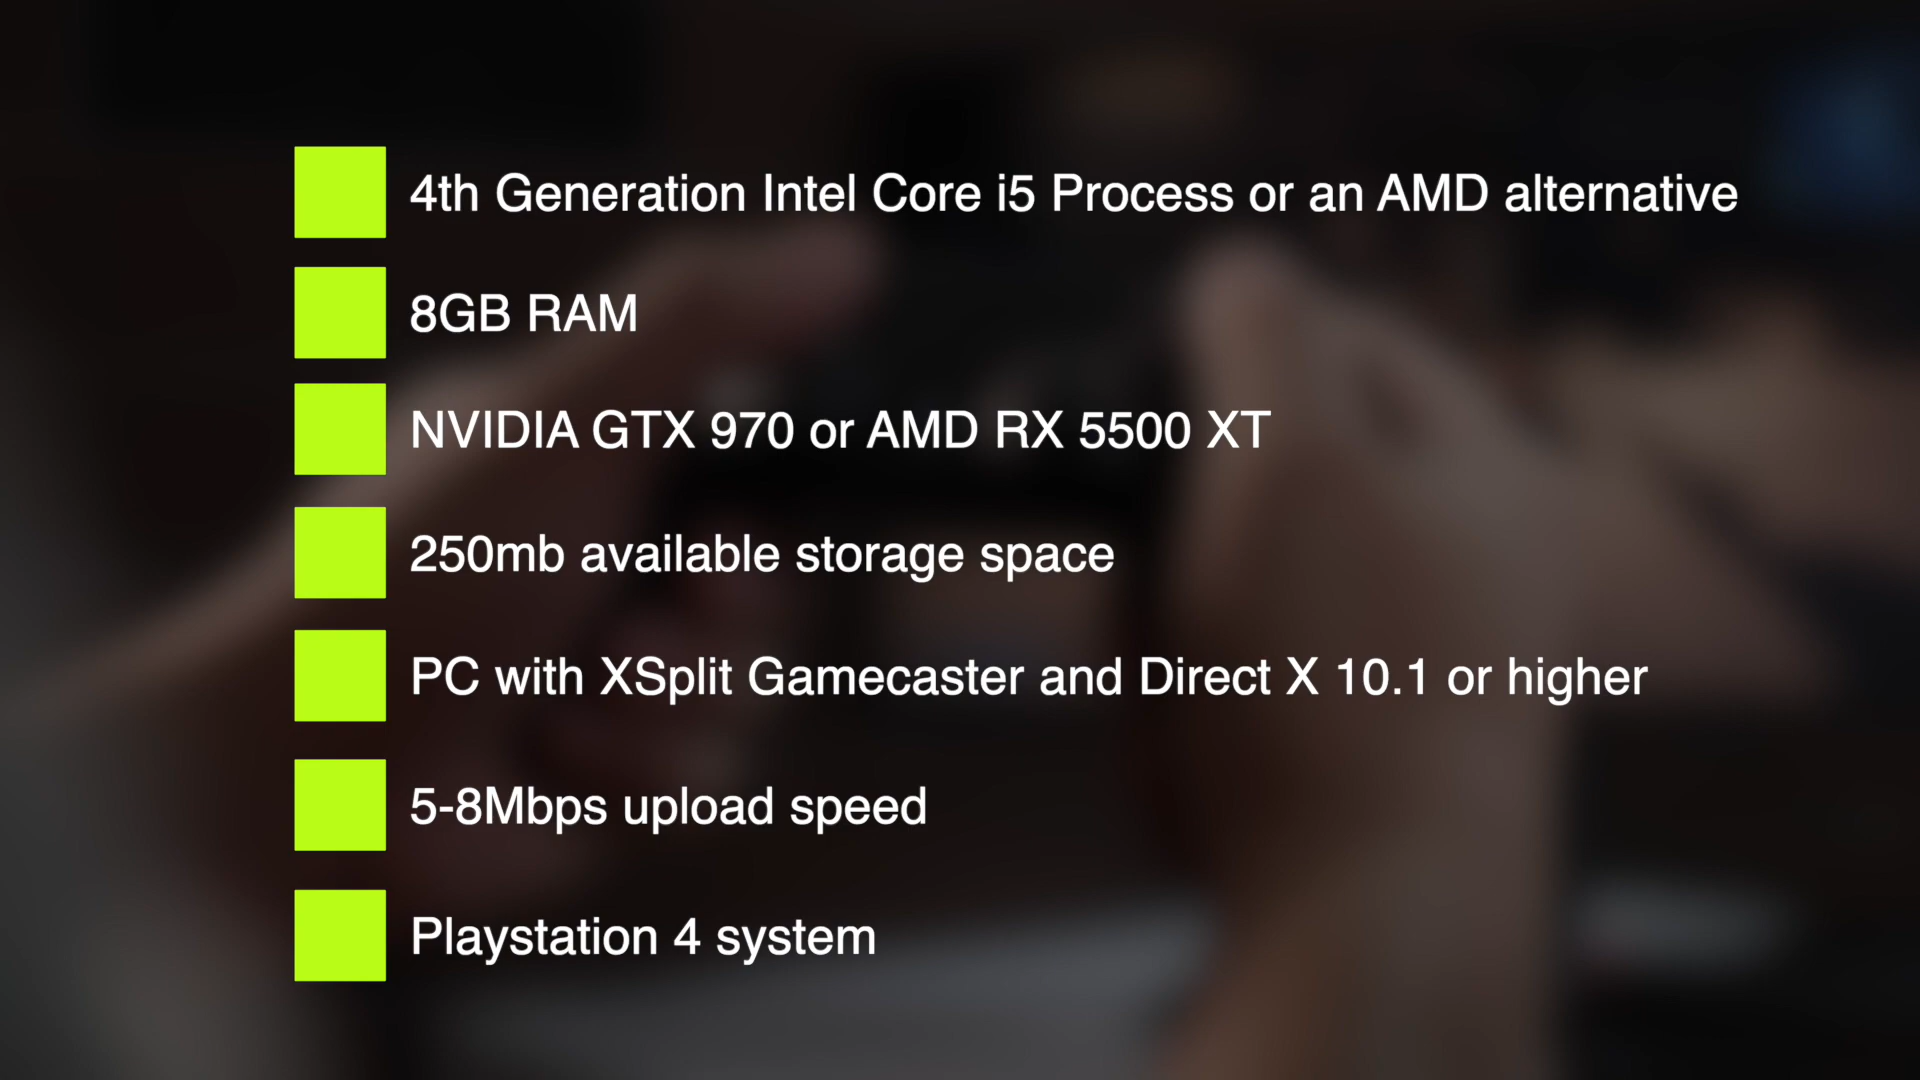 4th Generation Intel Core i5 Process or an AMD alternative
8GB RAM
NVIDIA GTX 970 or AMD RX 5500 XT
250mb available storage space
PC with XSplit Gamecaster and Direct X 10.1 or higher
5-8Mbps upload speed
Playstation 4 system